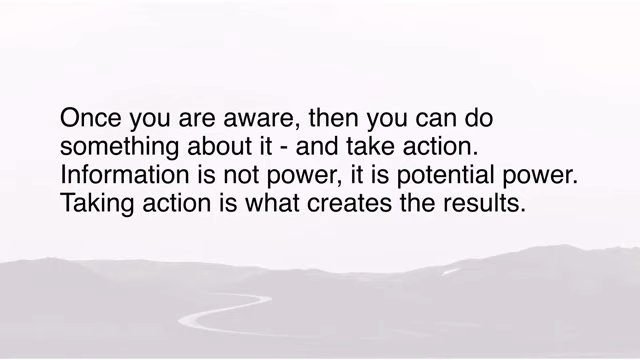 Once you are aware, then you can do
something about it - and take action.
Information is not power, it is potential power.
Taking action is what creates the results.